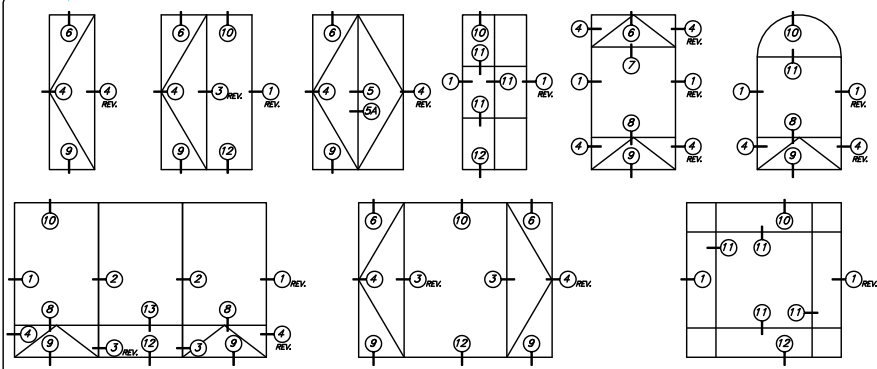 6 6 10 6 10 4 6 4 REV. 10
11 7 11
4 4 REV. 4 3 REV. 1 REV. 4 5 4 REV. 1 11 1 REV. 1 1 REV. 1 1 REV.
5A 11
8 8
4 4 REV. 4 4 REV.
9 9 12 9 12 9 9
10 6 10 6 10
11 11
1 2 2 1 REV. 4 3 REV. 3 4 REV. 1 1 REV.
8 13 8 11 11
4 4 REV.
9 3 REV. 12 3 9 9 12 9 12